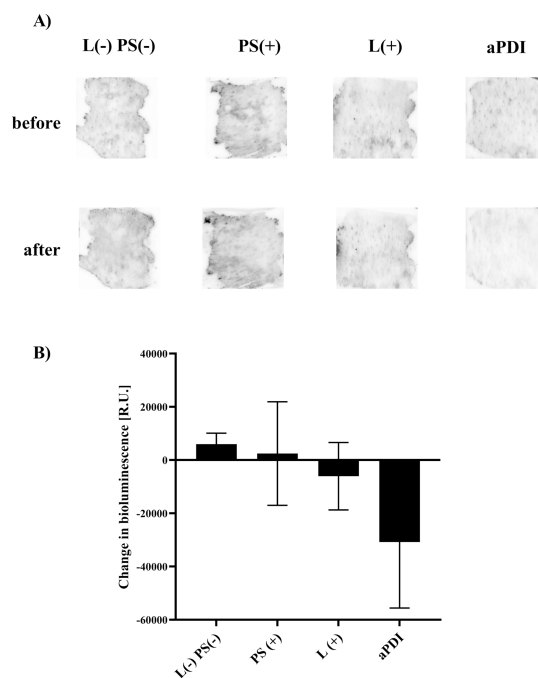 A)
L(-) PS(-) PS(+) L(+) aPDI
before
after
B)
Change in bioluminescence [R.U.]
40000
20000
0
-20000
-40000
-60000
L(-) PS(-) PS (+) L (+) aPDI